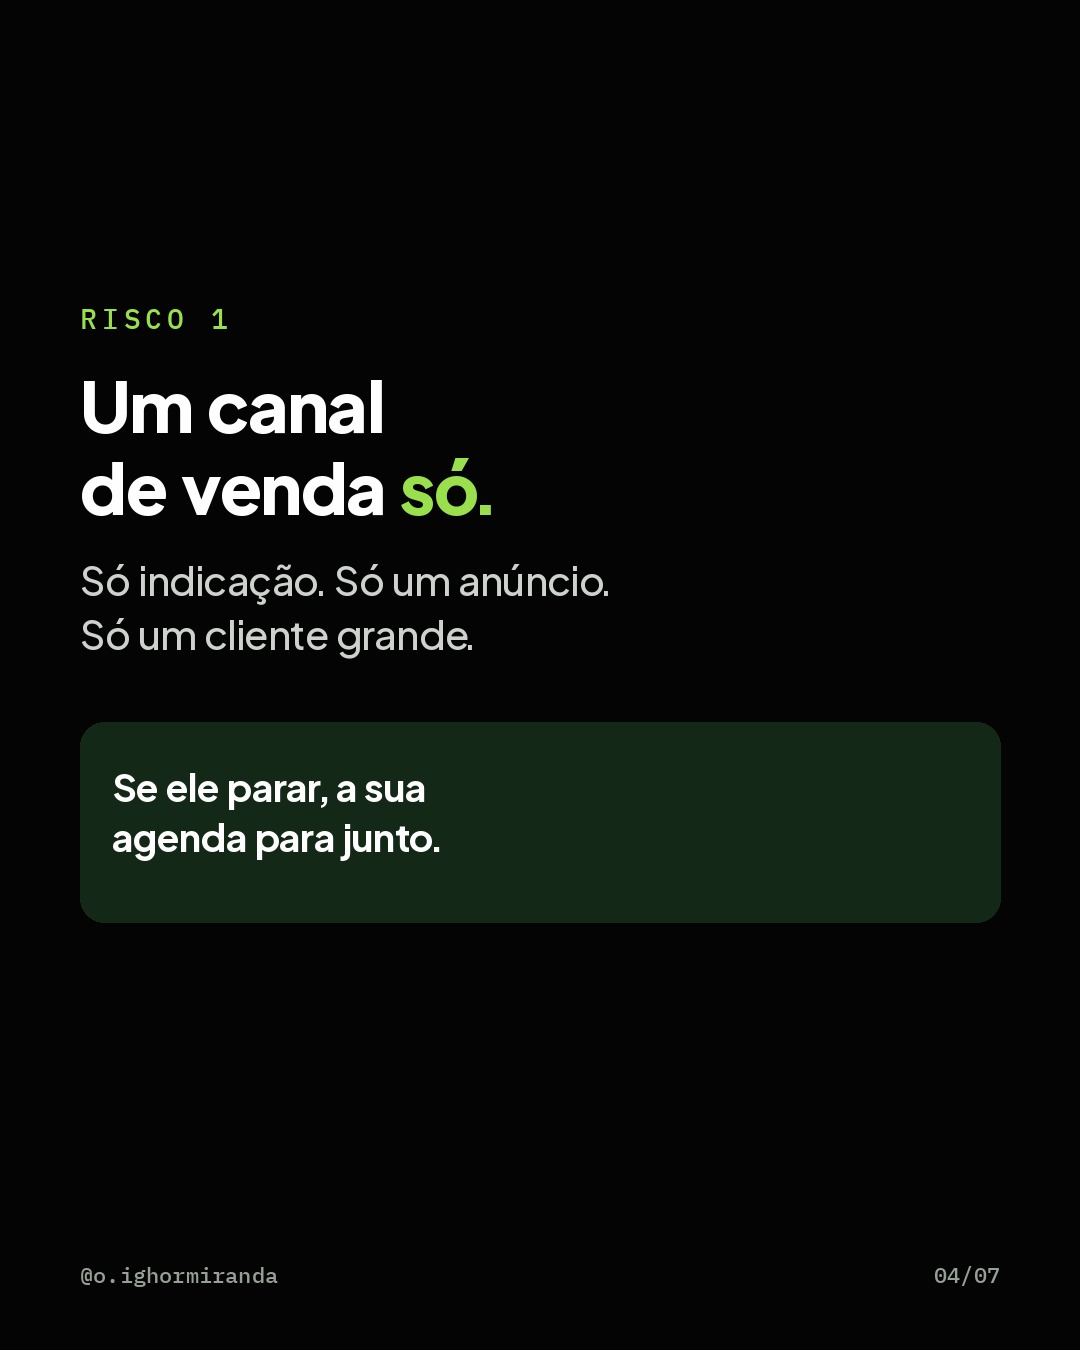 RISCO 1
Um canal
de venda só.
Só indicação. Só um anúncio.
Só um cliente grande.
Se ele parar, a sua
agenda para junto.
@o.ighormiranda
04/07